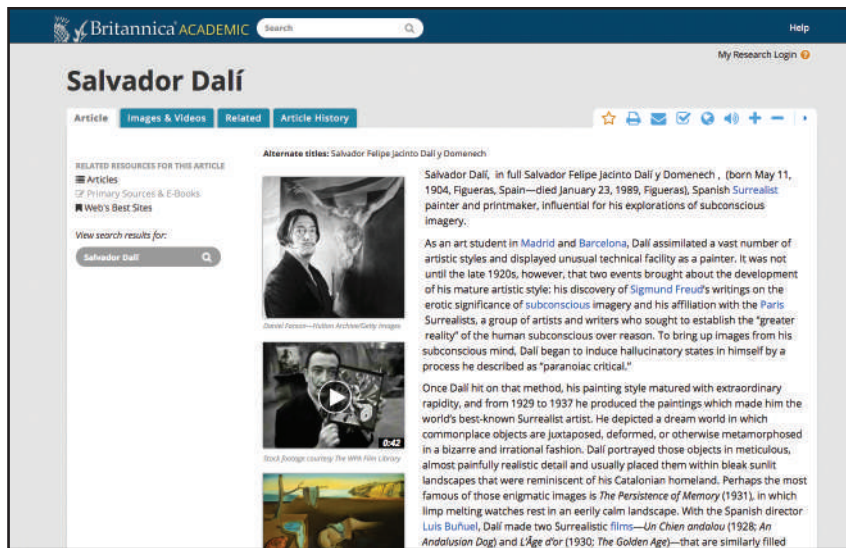 Britannica ACADEMIC
Search
Help
My Research Login ?
Salvador Dalí
Article
Images & Videos
Related
Article History
RELATED RESOURCES FOR THIS ARTICLE
Articles
Primary Sources & E-Books
Web's Best Sites
View search results for:
Salvador Dalí
Alternate titles: Salvador Felipe Jacinto Dalí y Domenech
Daniel Farson—Hulton Archive/Getty Images
0:42
Stock footage courtesy The WPA Film Library
Salvador Dalí, in full Salvador Felipe Jacinto Dalí y Domenech , (born May 11,
1904, Figueras, Spain—died January 23, 1989, Figueras), Spanish Surrealist
painter and printmaker, influential for his explorations of subconscious
imagery.
As an art student in Madrid and Barcelona, Dalí assimilated a vast number of
artistic styles and displayed unusual technical facility as a painter. It was not
until the late 1920s, however, that two events brought about the development
of his mature artistic style: his discovery of Sigmund Freud's writings on the
erotic significance of subconscious imagery and his affiliation with the Paris
Surrealists, a group of artists and writers who sought to establish the "greater
reality" of the human subconscious over reason. To bring up images from his
subconscious mind, Dalí began to induce hallucinatory states in himself by a
process he described as "paranoiac critical."
Once Dalí hit on that method, his painting style matured with extraordinary
rapidity, and from 1929 to 1937 he produced the paintings which made him the
world's best-known Surrealist artist. He depicted a dream world in which
commonplace objects are juxtaposed, deformed, or otherwise metamorphosed
in a bizarre and irrational fashion. Dalí portrayed those objects in meticulous,
almost painfully realistic detail and usually placed them within bleak sunlit
landscapes that were reminiscent of his Catalonian homeland. Perhaps the most
famous of those enigmatic images is The Persistence of Memory (1931), in which
limp melting watches rest in an eerily calm landscape. With the Spanish director
Luis Buñuel, Dalí made two Surrealistic films—Un Chien andalou (1928; An
Andalusian Dog) and L'Âge d'or (1930; The Golden Age)—that are similarly filled